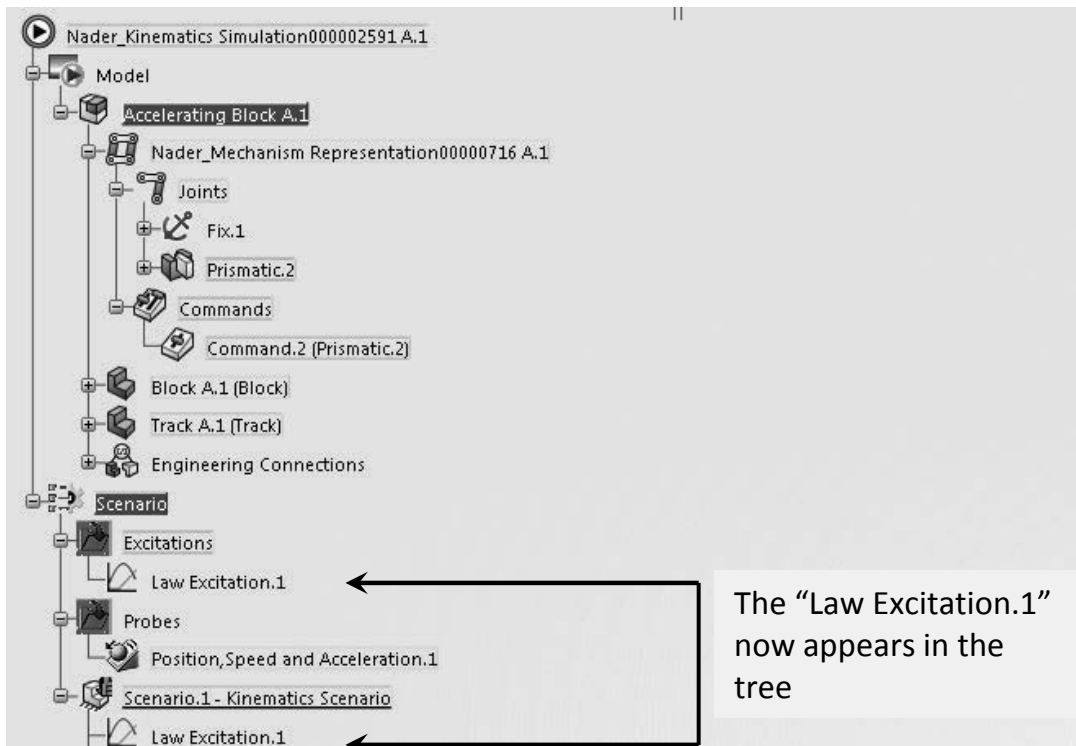 Nader_Kinematics Simulation000002591 A.1
Model
Accelerating Block A.1
Nader_Mechanism Representation00000716 A.1
Joints
Fix.1
Prismatic.2
Commands
Command.2 (Prismatic.2)
Block A.1 (Block)
Track A.1 (Track)
Engineering Connections
Scenario
Excitations
Law Excitation.1
Probes
Position,Speed and Acceleration.1
Scenario.1 - Kinematics Scenario
Law Excitation.1
The “Law Excitation.1”
now appears in the
tree